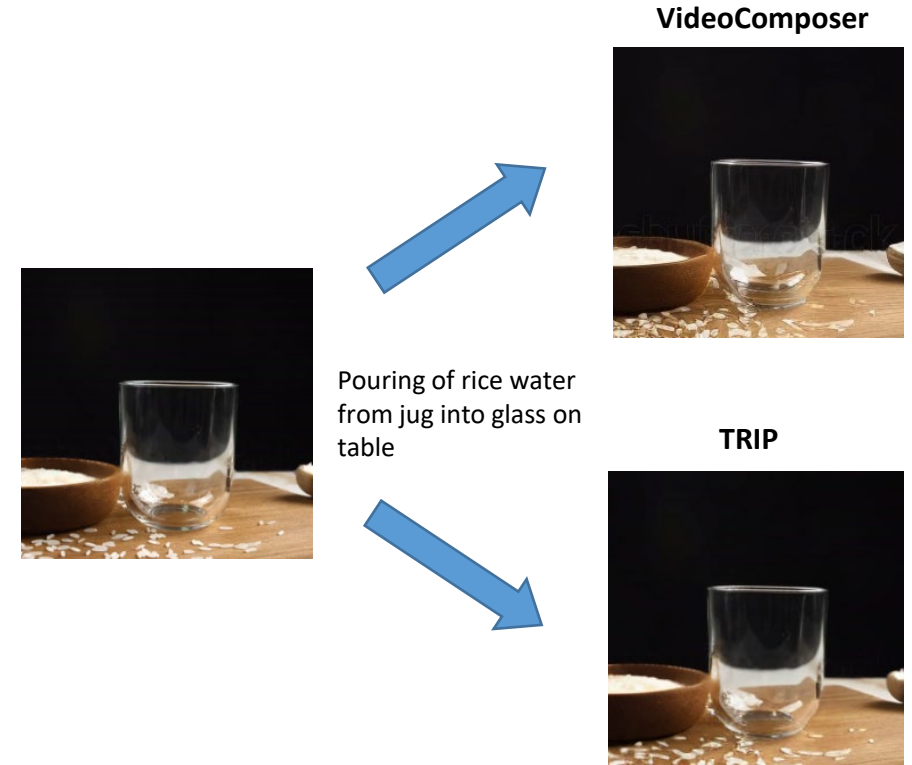 VideoComposer
Pouring of rice water
from jug into glass on
table
TRIP